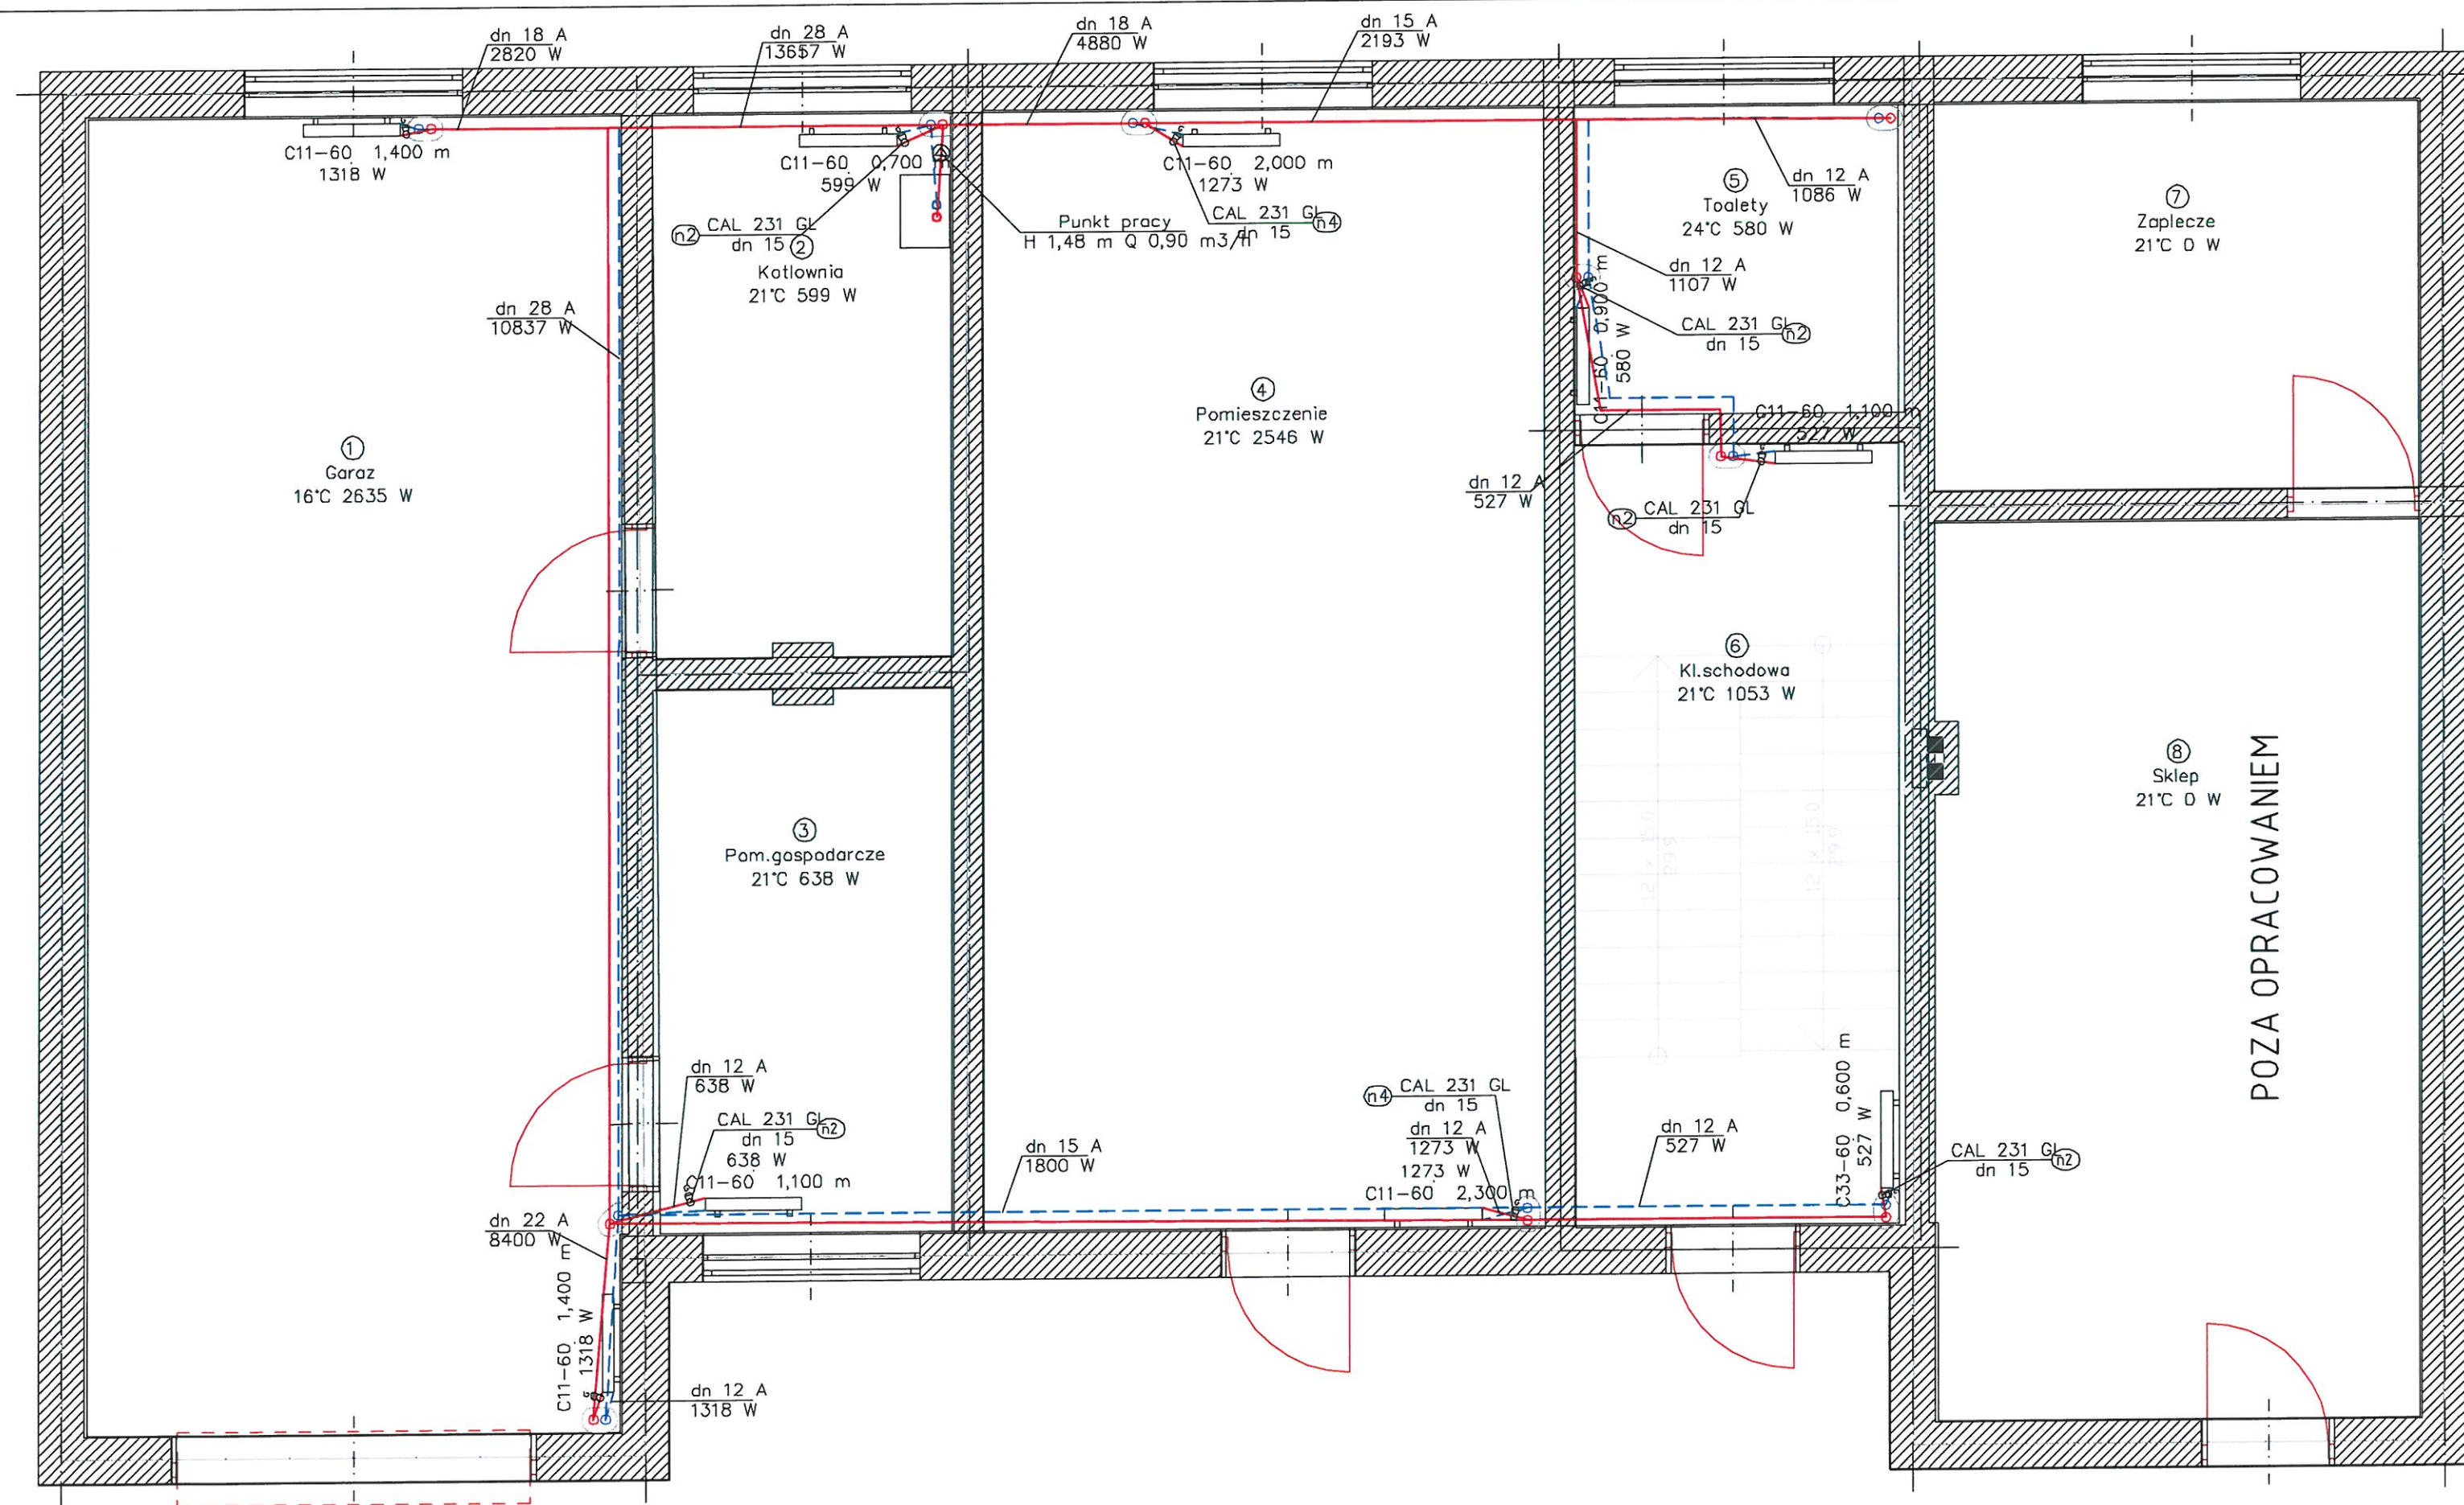 dn 18 A
2820 W
dn 28 A
13657 W
dn 18 A
4880 W
dn 15 A
2193 W
C11-60 1,400 m
1318 W
C11-60 0,700 m
599 W
C11-60 2,000 m
1273 W
n2 CAL 231 GL
dn 15
Punkt pracy
H 1,48 m Q 0,90 m3/h
CAL 231 GL n4
dn 15
5
Toalety
24°C 580 W
dn 12 A
1086 W
7
Zaplecze
21°C 0 W
2
Kotlownia
21°C 599 W
dn 12 A
1107 W
CAL 231 GL n2
dn 15
C11-60 0,900 m
580 W
dn 28 A
10837 W
4
Pomieszczenie
21°C 2546 W
C11-60 1,100 m
527 W
1
Garaz
16°C 2635 W
dn 12 A
527 W
n2 CAL 231 GL
dn 15
6
Kl.schodowa
21°C 1053 W
8
Sklep
21°C 0 W
POZA OPRACOWANIEM
3
Pom.gospodarcze
21°C 638 W
dn 12 A
638 W
CAL 231 GL n2
dn 15
638 W
C11-60 1,100 m
dn 15 A
1800 W
n4 CAL 231 GL
dn 15
dn 12 A
1273 W
1273 W
C11-60 2,300 m
dn 12 A
527 W
C33-60 0,600 m
527 W
CAL 231 GL n2
dn 15
dn 22 A
8400 W
C11-60 1,400 m
1318 W
dn 12 A
1318 W